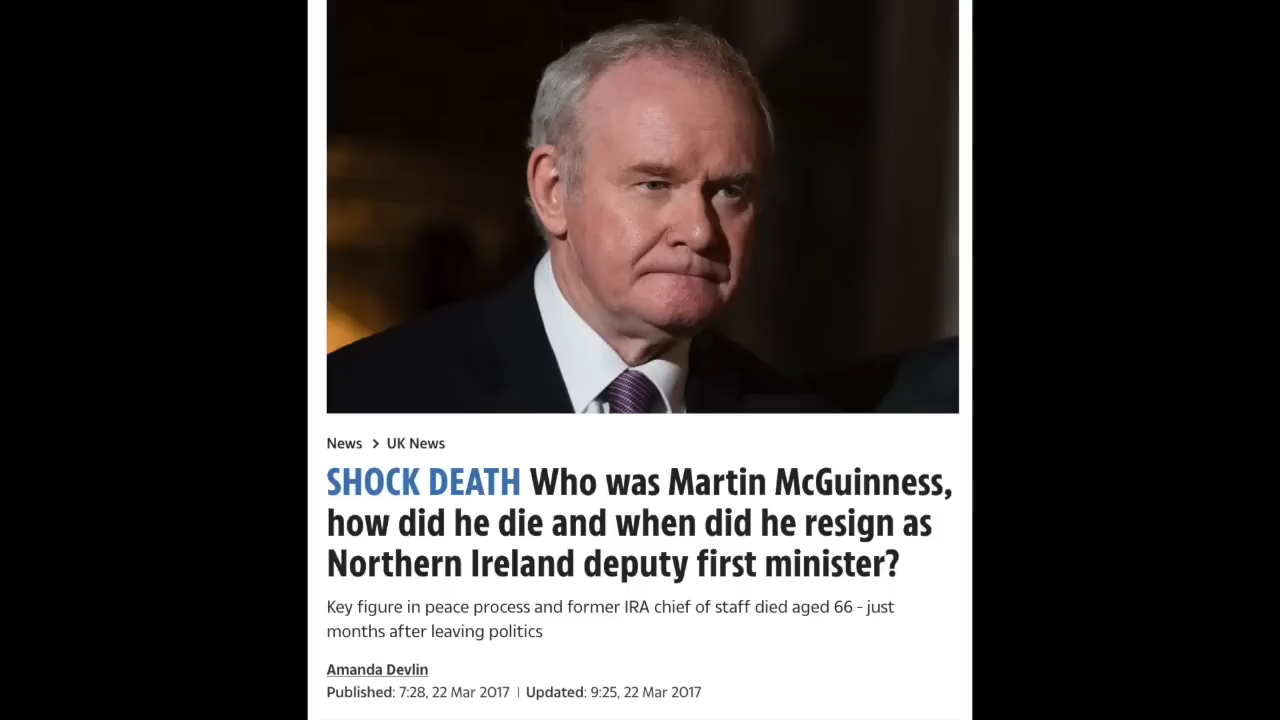 News > UK News
SHOCK DEATH Who was Martin McGuinness,
how did he die and when did he resign as
Northern Ireland deputy first minister?
Key figure in peace process and former IRA chief of staff died aged 66 - just
months after leaving politics
Amanda Devlin
Published: 7:28, 22 Mar 2017 | Updated: 9:25, 22 Mar 2017